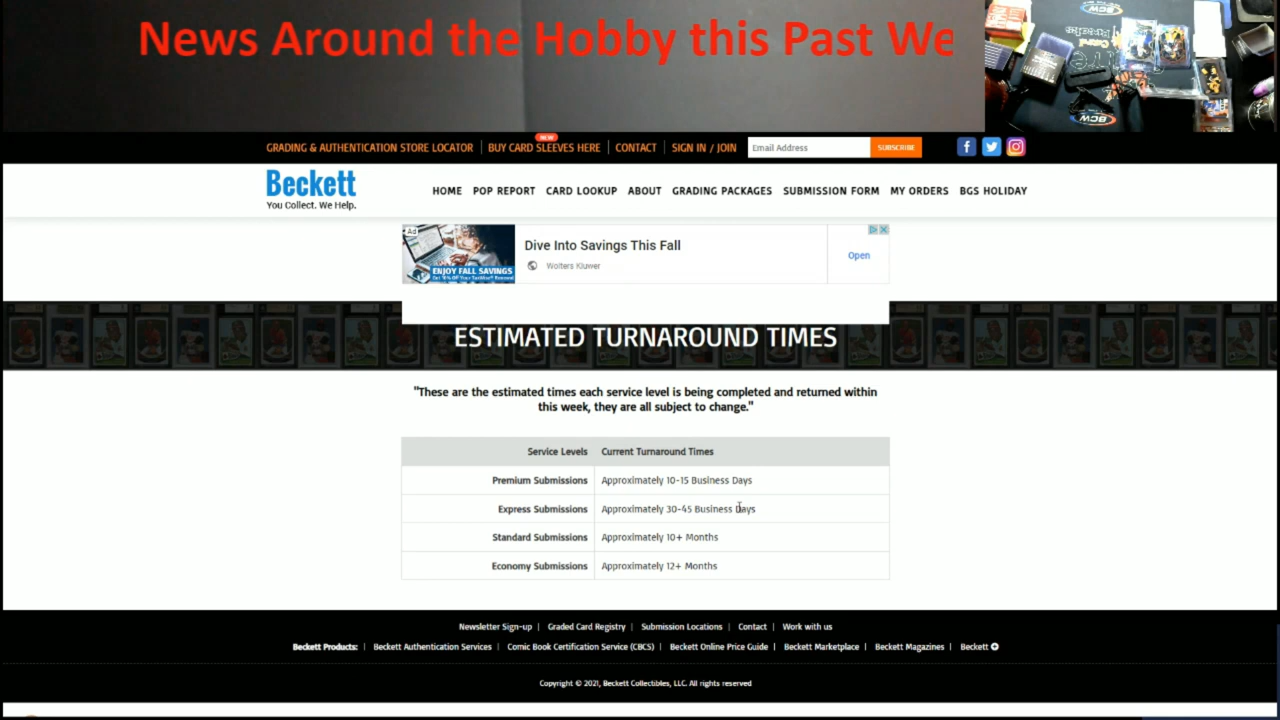 News Around the Hobby this Past We
BCW
BCW
GRADING & AUTHENTICATION STORE LOCATOR
NEW
BUY CARD SLEEVES HERE
CONTACT
SIGN IN / JOIN
Email Address
SUBSCRIBE
Beckett
You Collect. We Help.
HOME POP REPORT CARD LOOKUP ABOUT GRADING PACKAGES SUBMISSION FORM MY ORDERS BGS HOLIDAY
Ad
ENJOY FALL SAVINGS
Dive Into Savings This Fall
Wolters Kluwer
Open
ESTIMATED TURNAROUND TIMES
"These are the estimated times each service level is being completed and returned within
this week, they are all subject to change."
Service Levels Current Turnaround Times
Premium Submissions Approximately 10-15 Business Days
Express Submissions Approximately 30-45 Business Days
Standard Submissions Approximately 10+ Months
Economy Submissions Approximately 12+ Months
Newsletter Sign-up | Graded Card Registry | Submission Locations | Contact | Work with us
Beckett Products: | Beckett Authentication Services | Comic Book Certification Service (CBCS) | Beckett Online Price Guide | Beckett Marketplace | Beckett Magazines | Beckett
Copyright © 2021, Beckett Collectibles, LLC. All rights reserved